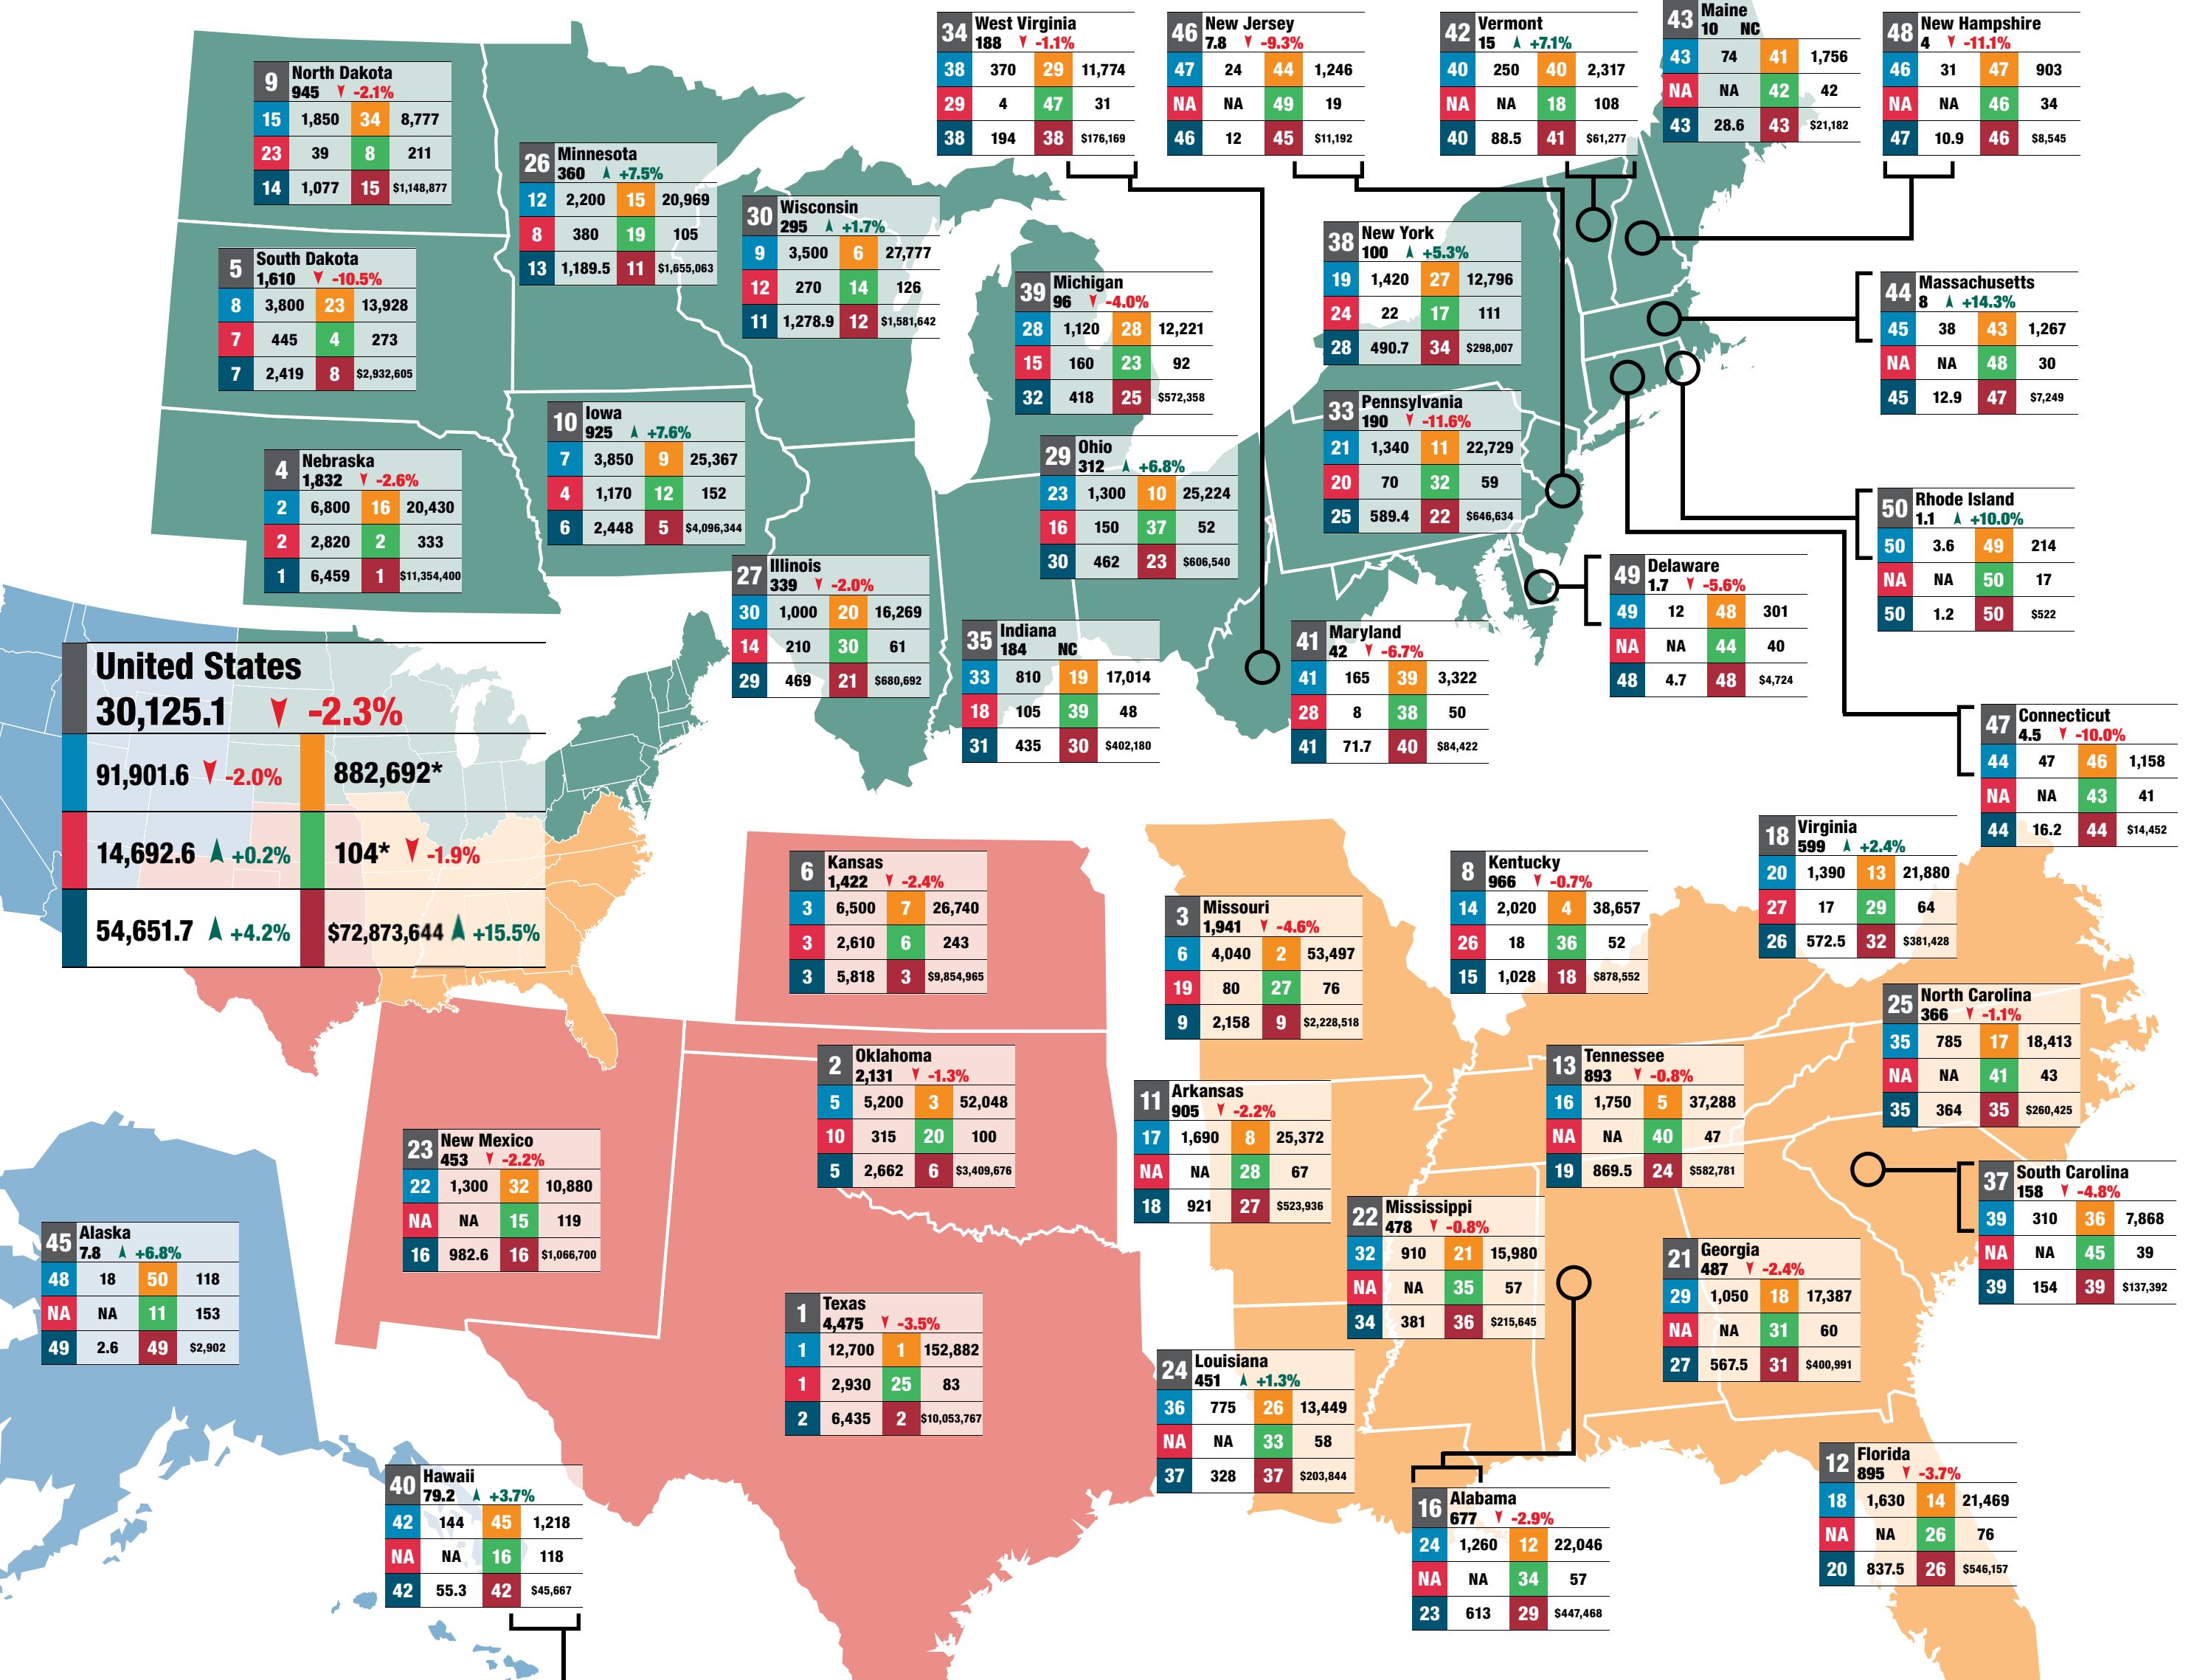 34 West Virginia
188 -1.1%
38 370 29 11,774
29 4 47 31
38 194 38 $176,169
46 New Jersey
7.8 -9.3%
47 24 44 1,246
NA NA 49 19
46 12 45 $11,192
42 Vermont
15 +7.1%
40 250 40 2,317
NA NA 18 108
40 88.5 41 $61,277
43 Maine
10 NC
43 74 41 1,756
NA NA 42 42
43 28.6 43 $21,182
48 New Hampshire
4 -11.1%
46 31 47 903
NA NA 46 34
47 10.9 46 $8,545
9 North Dakota
945 -2.1%
15 1,850 34 8,777
23 39 8 211
14 1,077 15 $1,148,877
26 Minnesota
360 +7.5%
12 2,200 15 20,969
8 380 19 105
13 1,189.5 11 $1,655,063
30 Wisconsin
295 +1.7%
9 3,500 6 27,777
12 270 14 126
11 1,278.9 12 $1,581,642
5 South Dakota
1,610 -10.5%
8 3,800 23 13,928
7 445 4 273
7 2,419 8 $2,932,605
39 Michigan
96 -4.0%
28 1,120 28 12,221
15 160 23 92
32 418 25 $572,358
38 New York
100 +5.3%
19 1,420 27 12,796
24 22 17 111
28 490.7 34 $298,007
44 Massachusetts
8 +14.3%
45 38 43 1,267
NA NA 48 30
45 12.9 47 $7,249
33 Pennsylvania
190 -11.6%
21 1,340 11 22,729
20 70 32 59
25 589.4 22 $646,634
10 Iowa
925 +7.6%
7 3,850 9 25,367
4 1,170 12 152
6 2,448 5 $4,096,344
4 Nebraska
1,832 -2.6%
2 6,800 16 20,430
2 2,820 2 333
1 6,459 1 $11,354,400
29 Ohio
312 +6.8%
23 1,300 10 25,224
16 150 37 52
30 462 23 $606,540
50 Rhode Island
1.1 +10.0%
50 3.6 49 214
NA NA 50 17
50 1.2 50 $522
27 Illinois
339 -2.0%
30 1,000 20 16,269
14 210 30 61
29 469 21 $680,692
49 Delaware
1.7 -5.6%
49 12 48 301
NA NA 44 40
48 4.7 48 $4,724
35 Indiana
184 NC
33 810 19 17,014
18 105 39 48
31 435 30 $402,180
41 Maryland
42 -6.7%
41 165 39 3,322
28 8 38 50
41 71.7 40 $84,422
United States
30,125.1 -2.3%
91,901.6 -2.0% 882,692*
14,692.6 +0.2% 104* -1.9%
54,651.7 +4.2% $72,873,644 +15.5%
47 Connecticut
4.5 -10.0%
44 47 46 1,158
NA NA 43 41
44 16.2 44 $14,452
18 Virginia
599 +2.4%
20 1,390 13 21,880
27 17 29 64
26 572.5 32 $381,428
6 Kansas
1,422 -2.4%
3 6,500 7 26,740
3 2,610 6 243
3 5,818 3 $9,854,965
8 Kentucky
966 -0.7%
14 2,020 4 38,657
26 18 36 52
15 1,028 18 $878,552
3 Missouri
1,941 -4.6%
6 4,040 2 53,497
19 80 27 76
9 2,158 9 $2,228,518
25 North Carolina
366 -1.1%
35 785 17 18,413
NA NA 41 43
35 364 35 $260,425
2 Oklahoma
2,131 -1.3%
5 5,200 3 52,048
10 315 20 100
5 2,662 6 $3,409,676
13 Tennessee
893 -0.8%
16 1,750 5 37,288
NA NA 40 47
19 869.5 24 $582,781
11 Arkansas
905 -2.2%
17 1,690 8 25,372
NA NA 28 67
18 921 27 $523,936
23 New Mexico
453 -2.2%
22 1,300 32 10,880
NA NA 15 119
16 982.6 16 $1,066,700
37 South Carolina
158 -4.8%
39 310 36 7,868
NA NA 45 39
39 154 39 $137,392
22 Mississippi
478 -0.8%
32 910 21 15,980
NA NA 35 57
34 381 36 $215,645
45 Alaska
7.8 +6.8%
48 18 50 118
NA NA 11 153
49 2.6 49 $2,902
21 Georgia
487 -2.4%
29 1,050 18 17,387
NA NA 31 60
27 567.5 31 $400,991
1 Texas
4,475 -3.5%
1 12,700 1 152,882
1 2,930 25 83
2 6,435 2 $10,053,767
24 Louisiana
451 +1.3%
36 775 26 13,449
NA NA 33 58
37 328 37 $203,844
12 Florida
895 -3.7%
18 1,630 14 21,469
NA NA 26 76
20 837.5 26 $546,157
40 Hawaii
79.2 +3.7%
42 144 45 1,218
NA NA 16 118
42 55.3 42 $45,667
16 Alabama
677 -2.9%
24 1,260 12 22,046
NA NA 34 57
23 613 29 $447,468